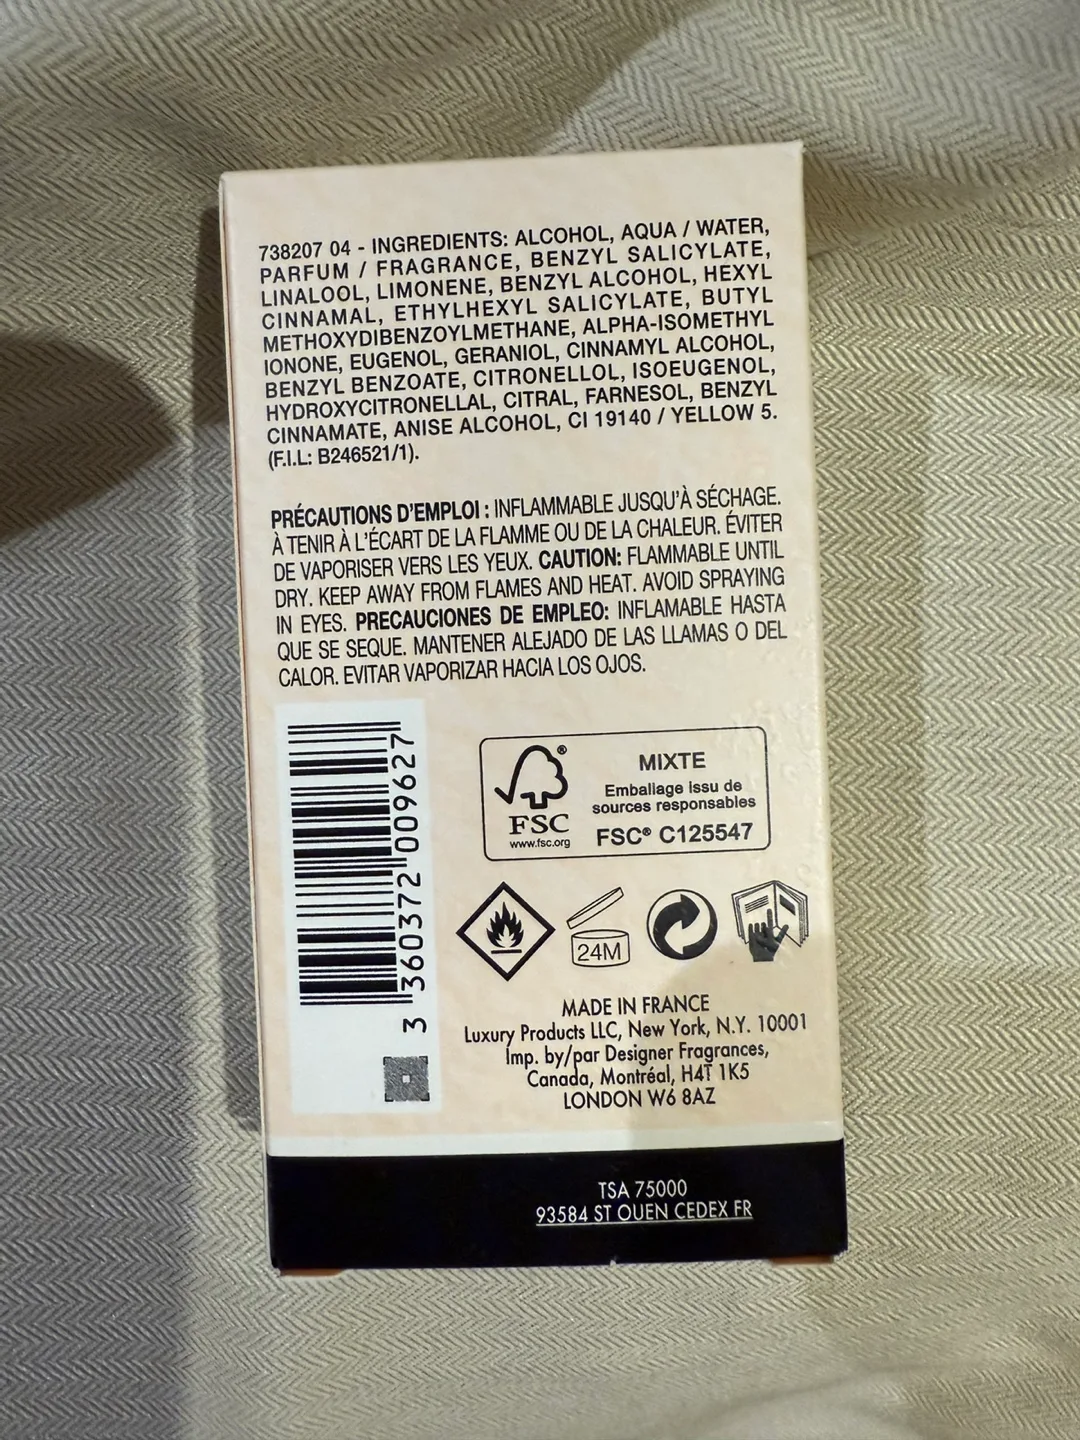 738207 04 - INGREDIENTS: ALCOHOL, AQUA / WATER,
PARFUM / FRAGRANCE, BENZYL SALICYLATE,
LINALOOL, LIMONENE, BENZYL ALCOHOL, HEXYL
CINNAMAL, ETHYLHEXYL SALICYLATE, BUTYL
METHOXYDIBENZOYLMETHANE, ALPHA-ISOMETHYL
IONONE, EUGENOL, GERANIOL, CINNAMYL ALCOHOL,
BENZYL BENZOATE, CITRONELLOL, ISOEUGENOL,
HYDROXYCITRONELLAL, CITRAL, FARNESOL, BENZYL
CINNAMATE, ANISE ALCOHOL, CI 19140 / YELLOW 5.
(F.I.L: B246521/1).
PRÉCAUTIONS D'EMPLOI : INFLAMMABLE JUSQU'À SÉCHAGE.
À TENIR À L'ÉCART DE LA FLAMME OU DE LA CHALEUR. ÉVITER
DE VAPORISER VERS LES YEUX. CAUTION: FLAMMABLE UNTIL
DRY. KEEP AWAY FROM FLAMES AND HEAT. AVOID SPRAYING
IN EYES. PRECAUCIONES DE EMPLEO: INFLAMABLE HASTA
QUE SE SEQUE. MANTENER ALEJADO DE LAS LLAMAS O DEL
CALOR. EVITAR VAPORIZAR HACIA LOS OJOS.
3 360372 009627
FSC
www.fsc.org
MIXTE
Emballage issu de
sources responsables
FSC® C125547
24M
MADE IN FRANCE
Luxury Products LLC, New York, N.Y. 10001
Imp. by/par Designer Fragrances,
Canada, Montréal, H4T 1K5
LONDON W6 8AZ
TSA 75000
93584 ST OUEN CEDEX FR